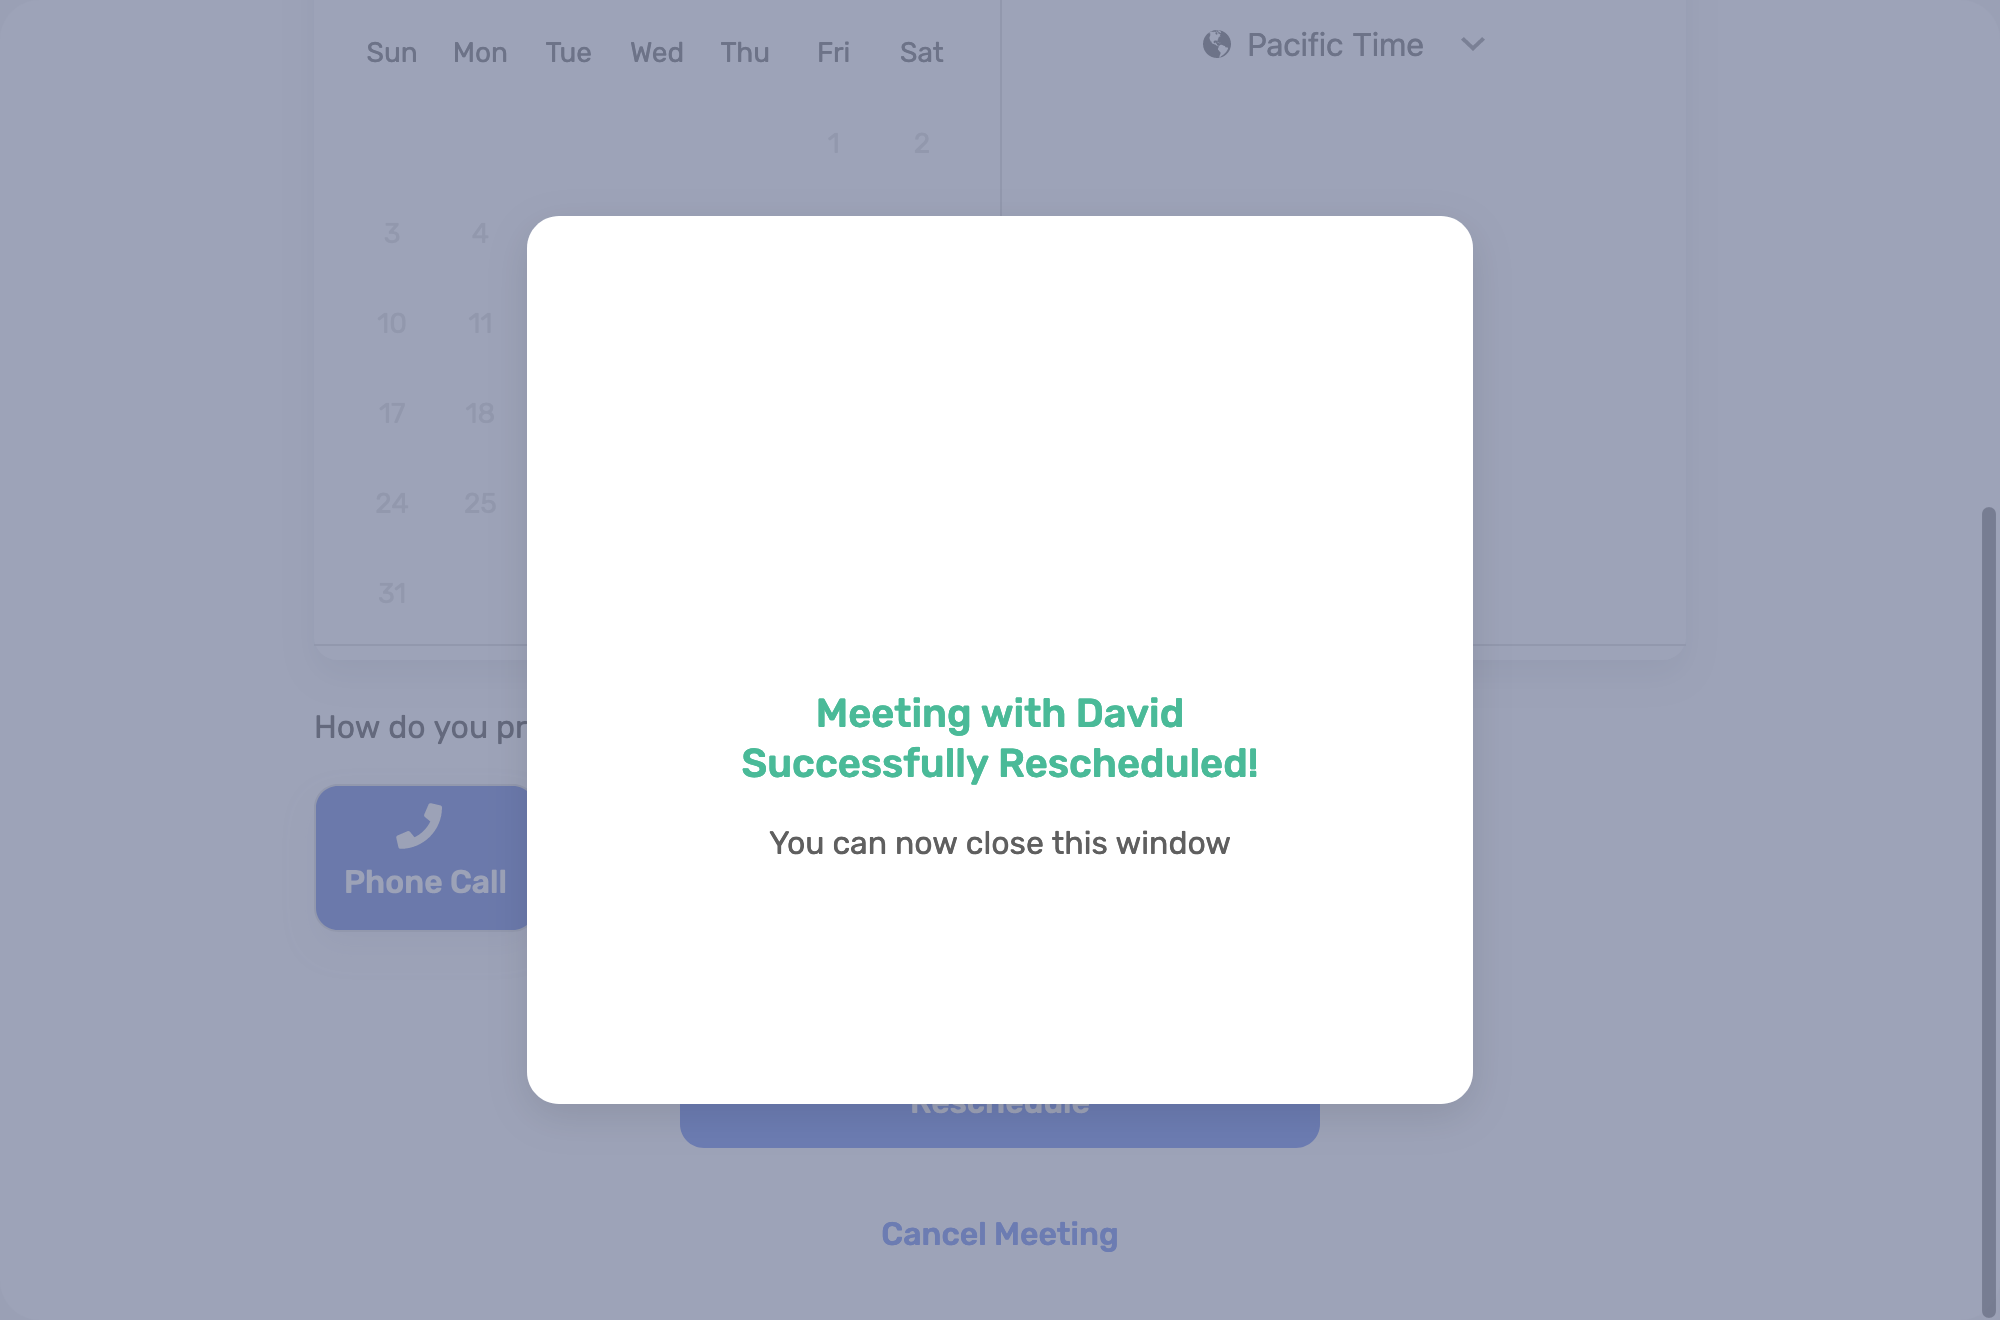 Sun Mon Tue Wed Thu Fri Sat
Pacific Time
1 2
3 4
10 11
17 18
24 25
31
How do you pr
Phone Call
Meeting with David
Successfully Rescheduled!
You can now close this window
Reschedule
Cancel Meeting